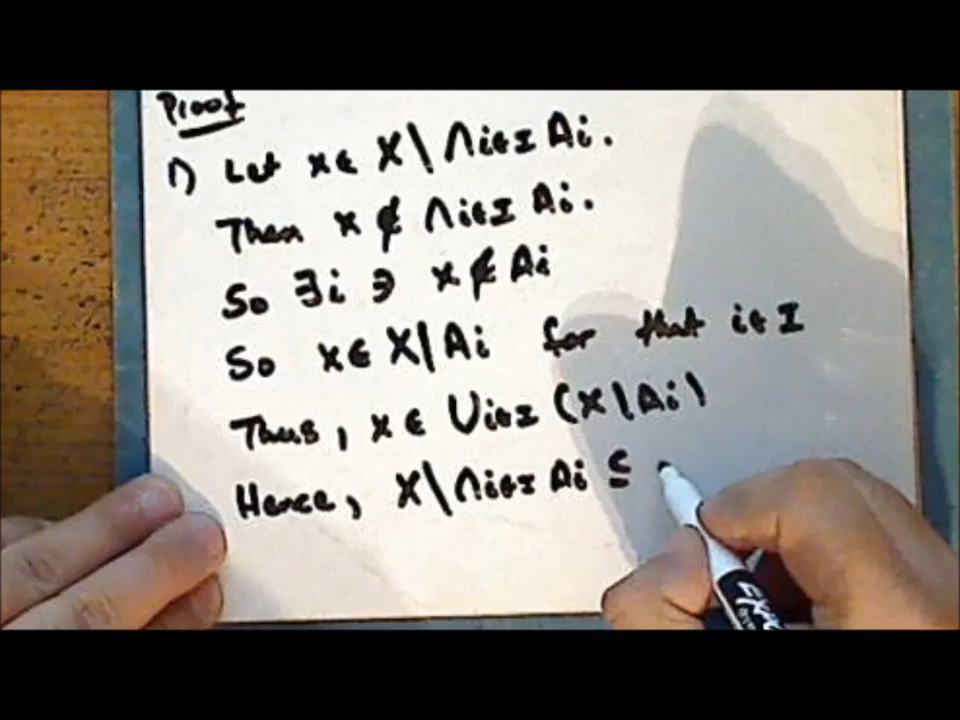 Proof
1) Let x ∈ X \ ∩i∈I Ai.
Then x ∉ ∩i∈I Ai.
So ∃i ∋ x ∉ Ai
So x ∈ X \ Ai for that i∈I
Thus, x ∈ ∪i∈I (X \ Ai)
Hence, X \ ∩i∈I Ai ⊆